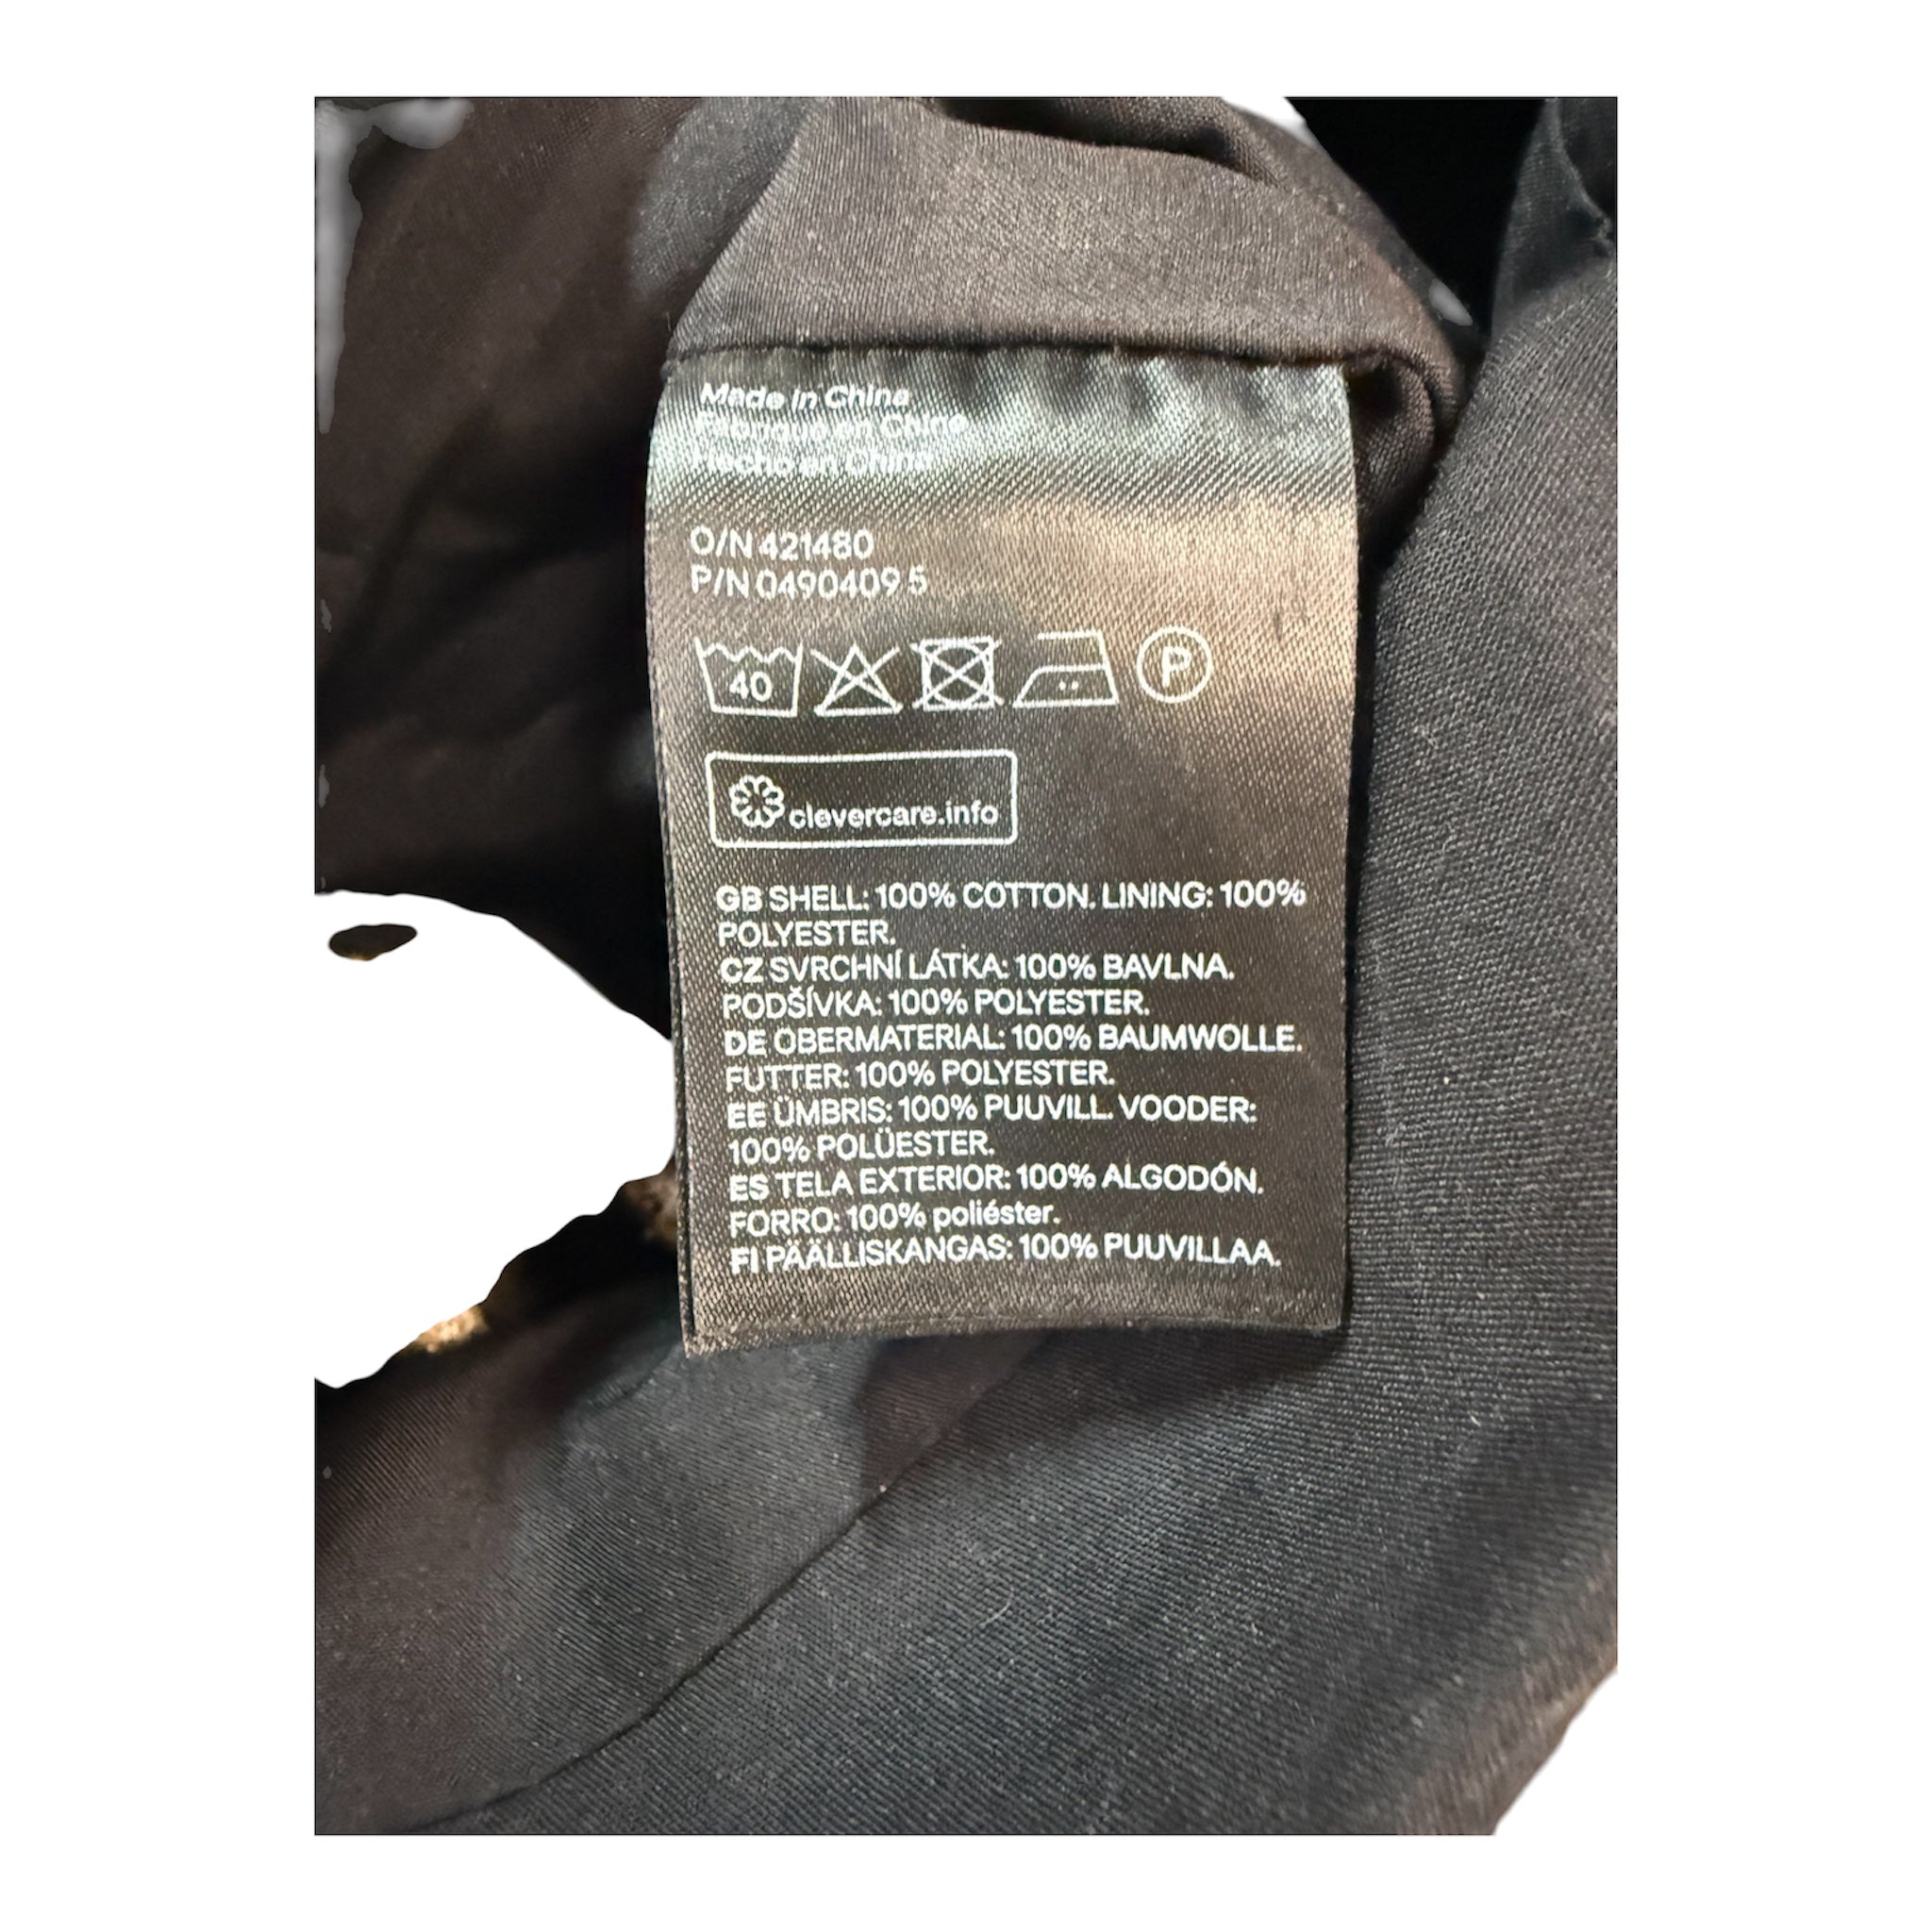 Made in China
Fabriqué en Chine
Hecho en China
O/N 421480
P/N 0490409 5
40
P
clevercare.info
GB SHELL: 100% COTTON. LINING: 100%
POLYESTER.
CZ SVRCHNÍ LÁTKA: 100% BAVLNA.
PODŠÍVKA: 100% POLYESTER.
DE OBERMATERIAL: 100% BAUMWOLLE.
FUTTER: 100% POLYESTER.
EE ÜMBRIS: 100% PUUVILL. VOODER:
100% POLÜESTER.
ES TELA EXTERIOR: 100% ALGODÓN.
FORRO: 100% poliéster.
FI PÄÄLLISKANGAS: 100% PUUVILLAA.